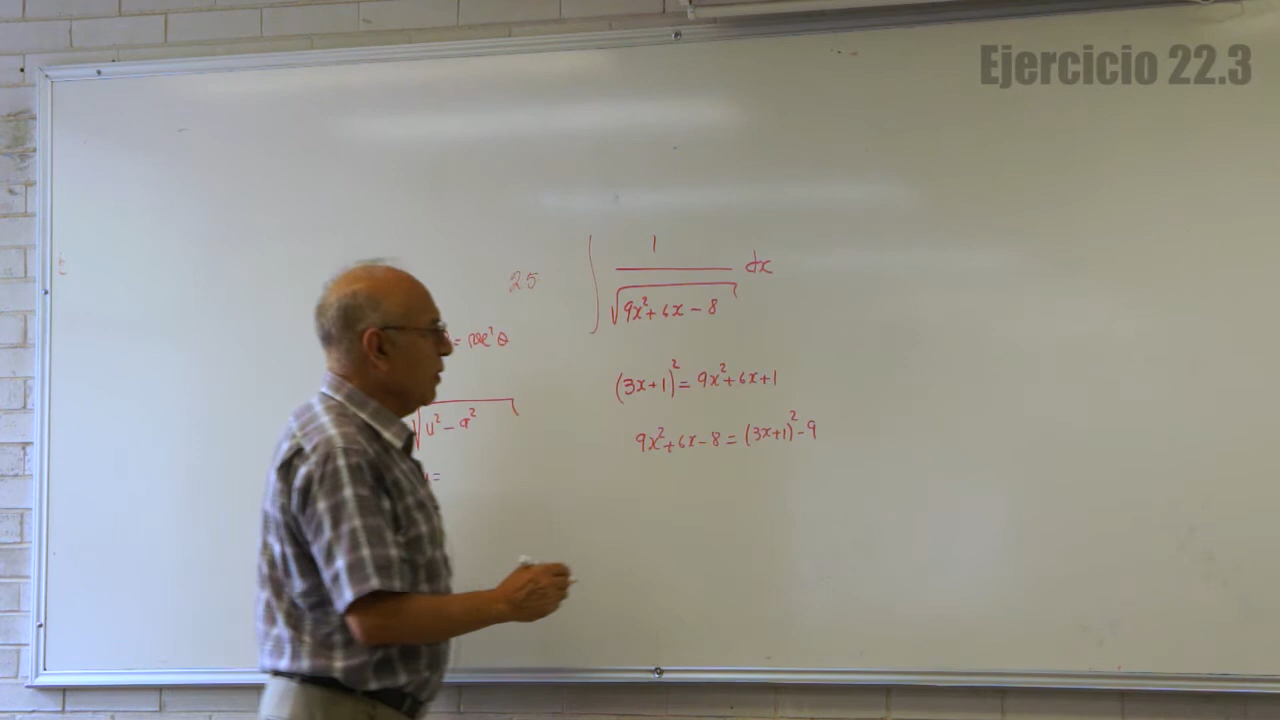 Ejercicio 22.3
25. ∫ 1 / √(9x²+6x-8) dx
= sec²θ
(3x+1)² = 9x²+6x+1
√(u² - a²)
9x²+6x-8 = (3x+1)² - 9
u =